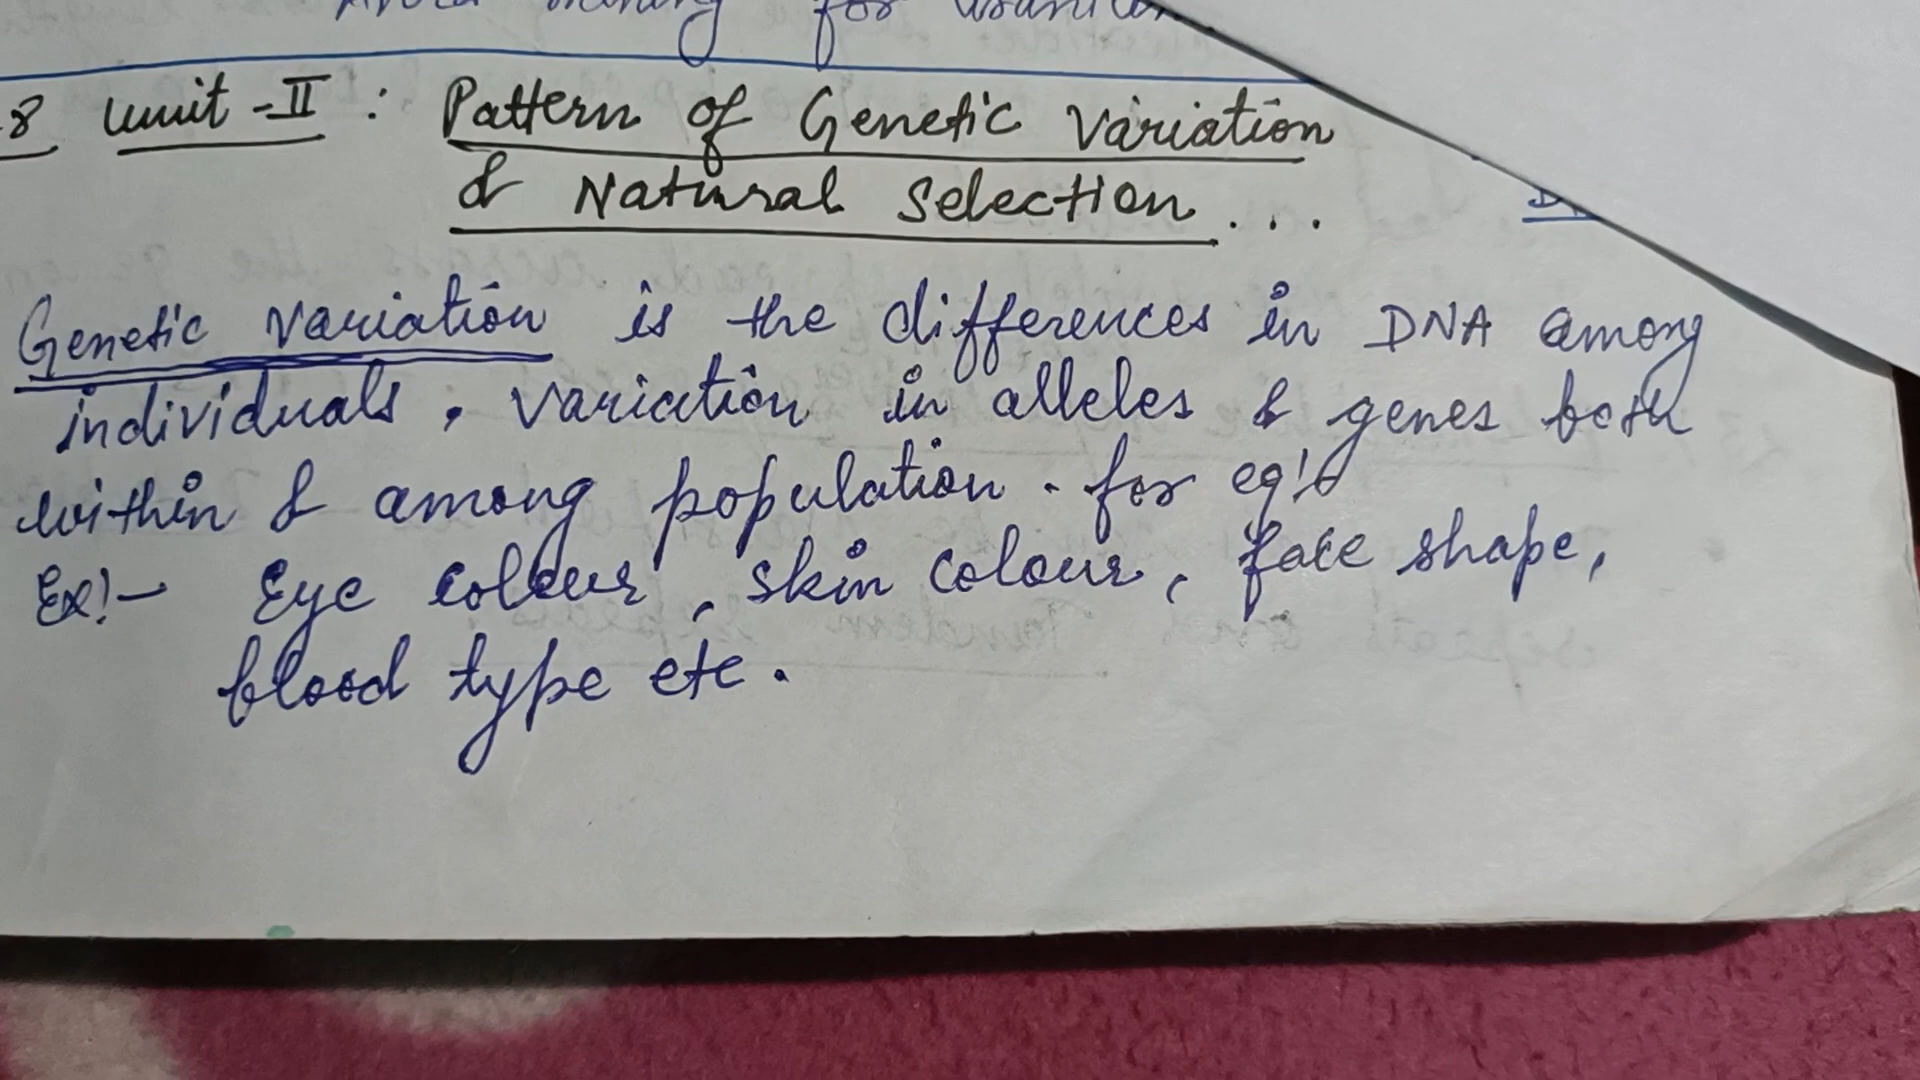 for
8 Unit - II : Pattern of Genetic Variation
& Natural Selection ...
Genetic Variation is the differences in DNA among
individuals, variation in alleles & genes both
within & among population. for eg's
Ex:- Eye colour, skin colour, face shape,
blood type etc.